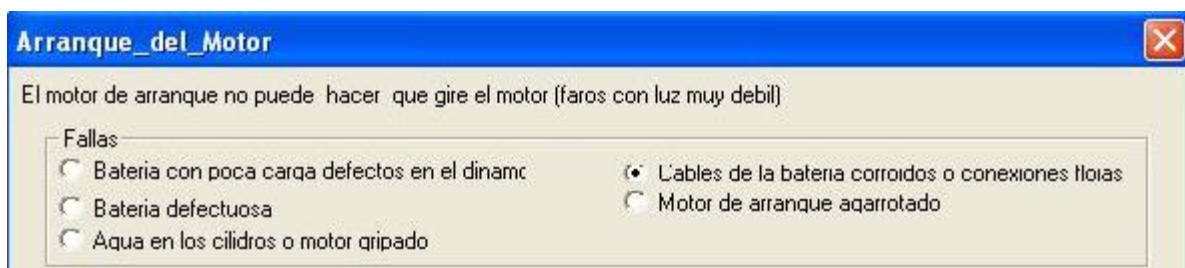 Arranque_del_Motor
El motor de arranque no puede hacer que gire el motor (faros con luz muy debil)
Fallas
Bateria con poca carga defectos en el dinamo
Cables de la bateria corroidos o conexiones flojas
Bateria defectuosa
Motor de arranque agarrotado
Agua en los cilidros o motor gripado